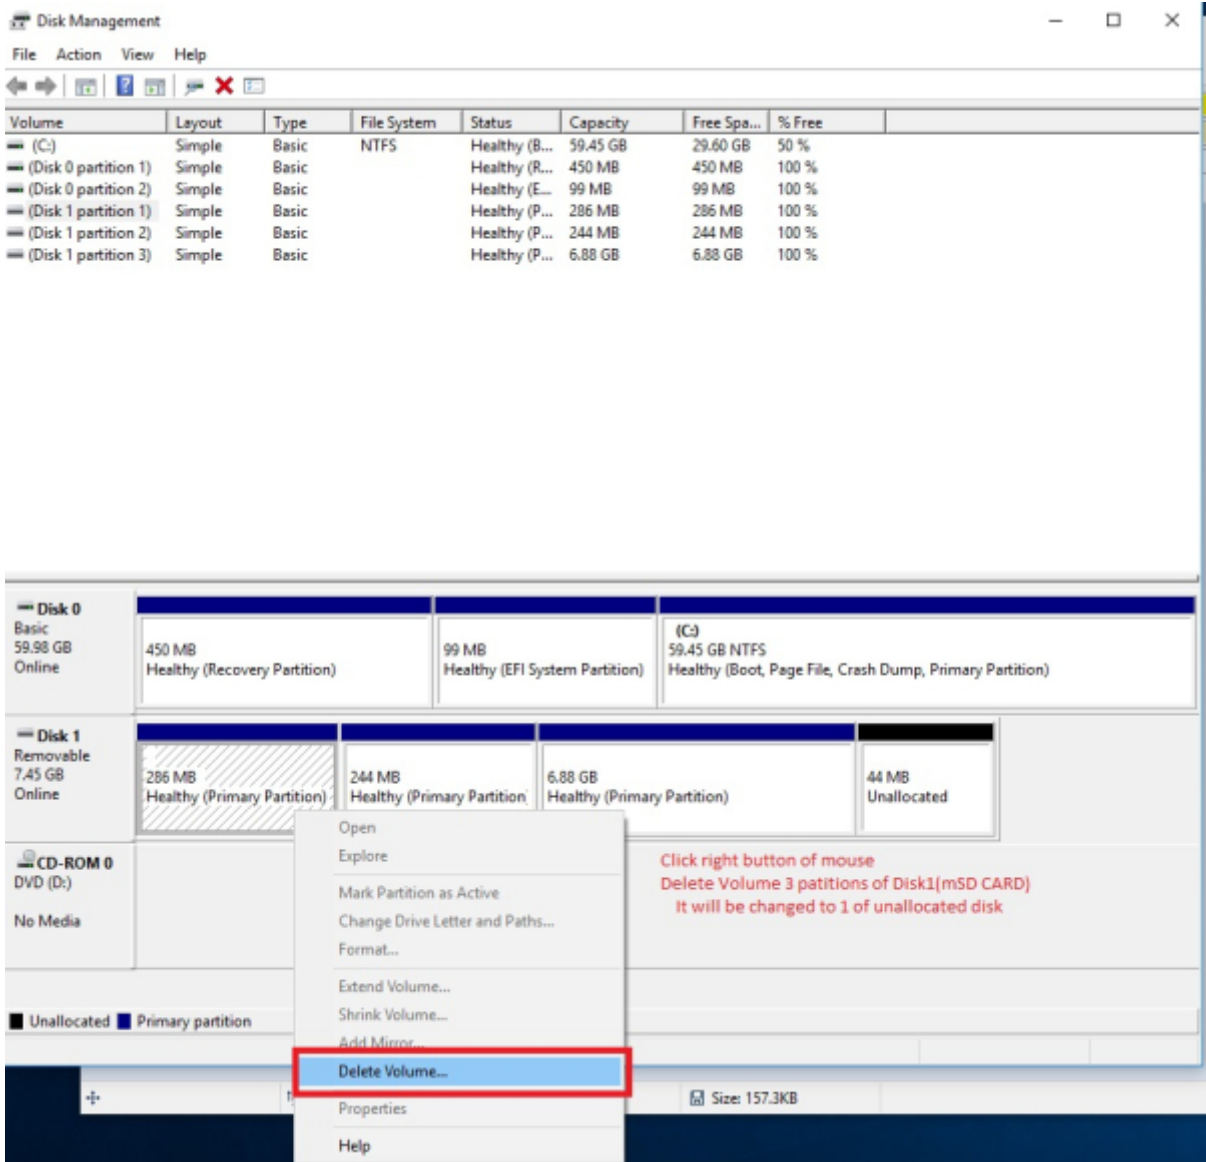 Disk Management
File Action View Help
Volume Layout Type File System Status Capacity Free Spa... % Free
(C:) Simple Basic NTFS Healthy (B... 59.45 GB 29.60 GB 50 %
(Disk 0 partition 1) Simple Basic Healthy (R... 450 MB 450 MB 100 %
(Disk 0 partition 2) Simple Basic Healthy (E... 99 MB 99 MB 100 %
(Disk 1 partition 1) Simple Basic Healthy (P... 286 MB 286 MB 100 %
(Disk 1 partition 2) Simple Basic Healthy (P... 244 MB 244 MB 100 %
(Disk 1 partition 3) Simple Basic Healthy (P... 6.88 GB 6.88 GB 100 %
Disk 0
Basic
59.98 GB
Online
450 MB
Healthy (Recovery Partition)
99 MB
Healthy (EFI System Partition)
(C:)
59.45 GB NTFS
Healthy (Boot, Page File, Crash Dump, Primary Partition)
Disk 1
Removable
7.45 GB
Online
286 MB
Healthy (Primary Partition)
244 MB
Healthy (Primary Partition
6.88 GB
Healthy (Primary Partition)
44 MB
Unallocated
CD-ROM 0
DVD (D:)
No Media
Open
Explore
Mark Partition as Active
Change Drive Letter and Paths...
Format...
Extend Volume...
Shrink Volume...
Add Mirror...
Delete Volume...
Properties
Help
Click right button of mouse
Delete Volume 3 patitions of Disk1(mSD CARD)
It will be changed to 1 of unallocated disk
Unallocated Primary partition
Size: 157.3KB